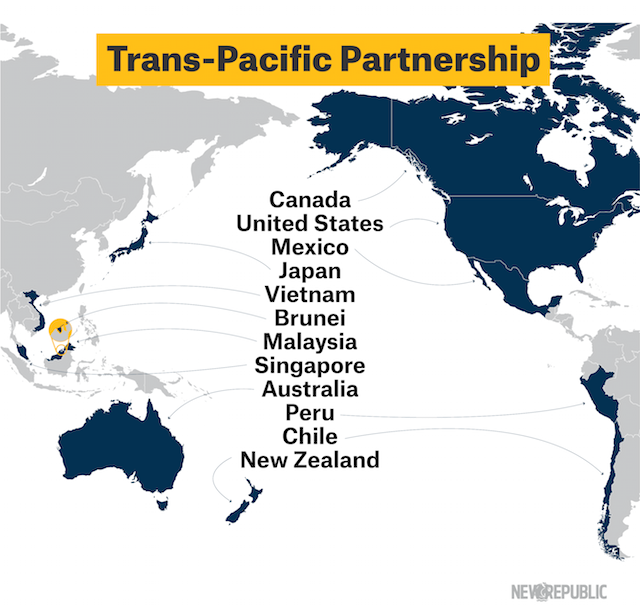 Trans-Pacific Partnership
Canada
United States
Mexico
Japan
Vietnam
Brunei
Malaysia
Singapore
Australia
Peru
Chile
New Zealand
NEW REPUBLIC